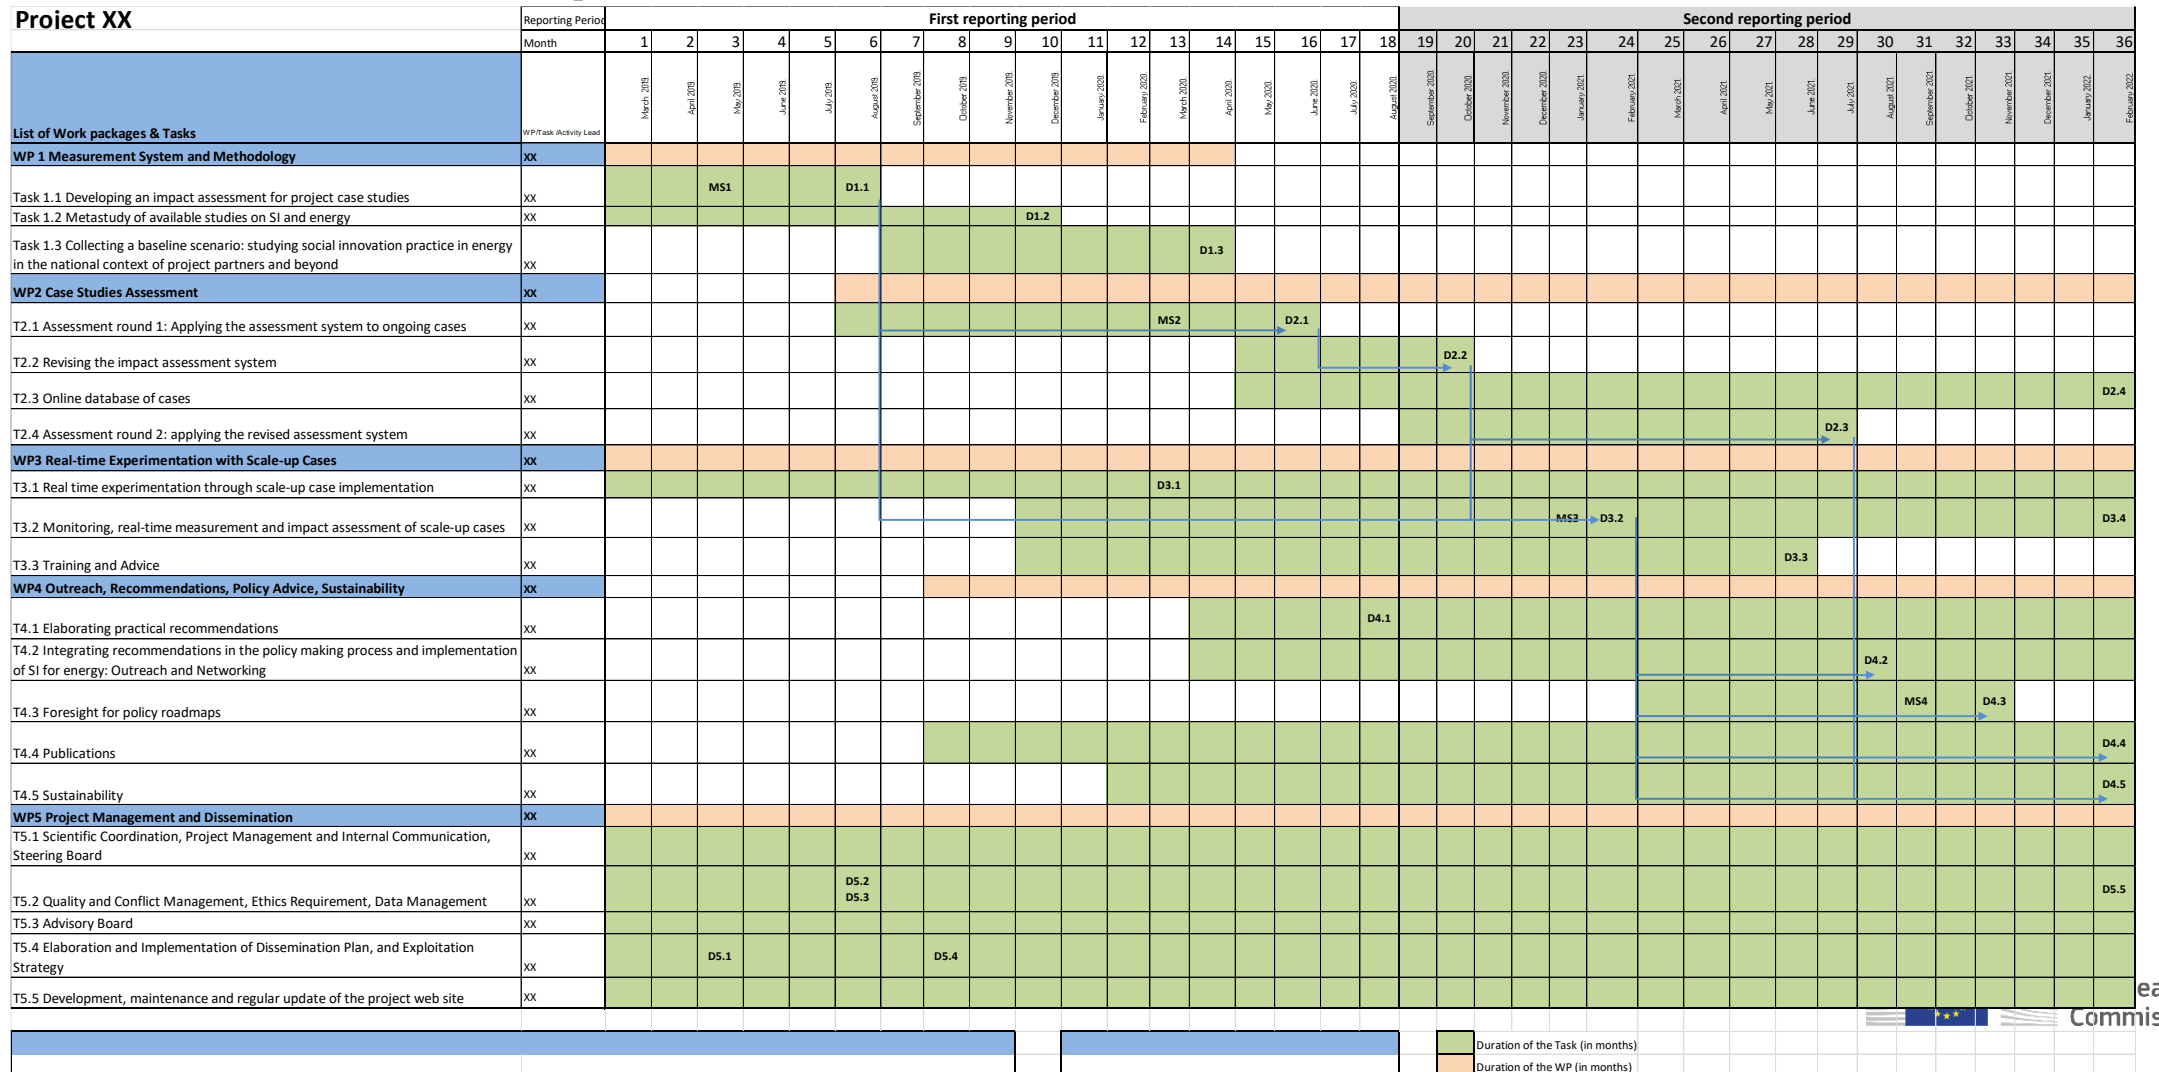 Project XX
Reporting Period
First reporting period
Second reporting period
Month
1 2 3 4 5 6 7 8 9 10 11 12 13 14 15 16 17 18 19 20 21 22 23 24 25 26 27 28 29 30 31 32 33 34 35 36
List of Work packages & Tasks
WP/Task /Activity Lead
March 2019.
April 2019.
May 2019.
June 2019.
July 2019.
August 2019.
September 2019.
October 2019.
November 2019.
December 2019.
January 2020.
February 2020.
March 2020.
April 2020.
May 2020.
June 2020.
July 2020.
August 2020.
September 2020.
October 2020.
November 2020.
December 2020.
January 2021.
February 2021.
March 2021
April 2021
May 2021
June 2021
July 2021
August 2021
September 2021
October 2021
November 2021
December 2021
January 2022.
February 2022.
WP 1 Measurement System and Methodology XX
Task 1.1 Developing an impact assessment for project case studies XX MS1 D1.1
Task 1.2 Metastudy of available studies on SI and energy XX D1.2
Task 1.3 Collecting a baseline scenario: studying social innovation practice in energy
in the national context of project partners and beyond XX D1.3
WP2 Case Studies Assessment XX
T2.1 Assessment round 1: Applying the assessment system to ongoing cases XX MS2 D2.1
T2.2 Revising the impact assessment system XX D2.2
T2.3 Online database of cases XX D2.4
T2.4 Assessment round 2: applying the revised assessment system XX D2.3
WP3 Real-time Experimentation with Scale-up Cases XX
T3.1 Real time experimentation through scale-up case implementation XX D3.1
T3.2 Monitoring, real-time measurement and impact assessment of scale-up cases XX MS3 D3.2 D3.4
T3.3 Training and Advice XX D3.3
WP4 Outreach, Recommendations, Policy Advice, Sustainability XX
T4.1 Elaborating practical recommendations XX D4.1
T4.2 Integrating recommendations in the policy making process and implementation
of SI for energy: Outreach and Networking XX D4.2
T4.3 Foresight for policy roadmaps XX MS4 D4.3
T4.4 Publications XX D4.4
T4.5 Sustainability XX D4.5
WP5 Project Management and Dissemination XX
T5.1 Scientific Coordination, Project Management and Internal Communication,
Steering Board XX
D5.2
T5.2 Quality and Conflict Management, Ethics Requirement, Data Management XX D5.3 D5.5
T5.3 Advisory Board XX
T5.4 Elaboration and Implementation of Dissemination Plan, and Exploitation
Strategy XX D5.1 D5.4
T5.5 Development, maintenance and regular update of the project web site XX
ea
Commis
Duration of the Task (in months)
Duration of the WP (in months)